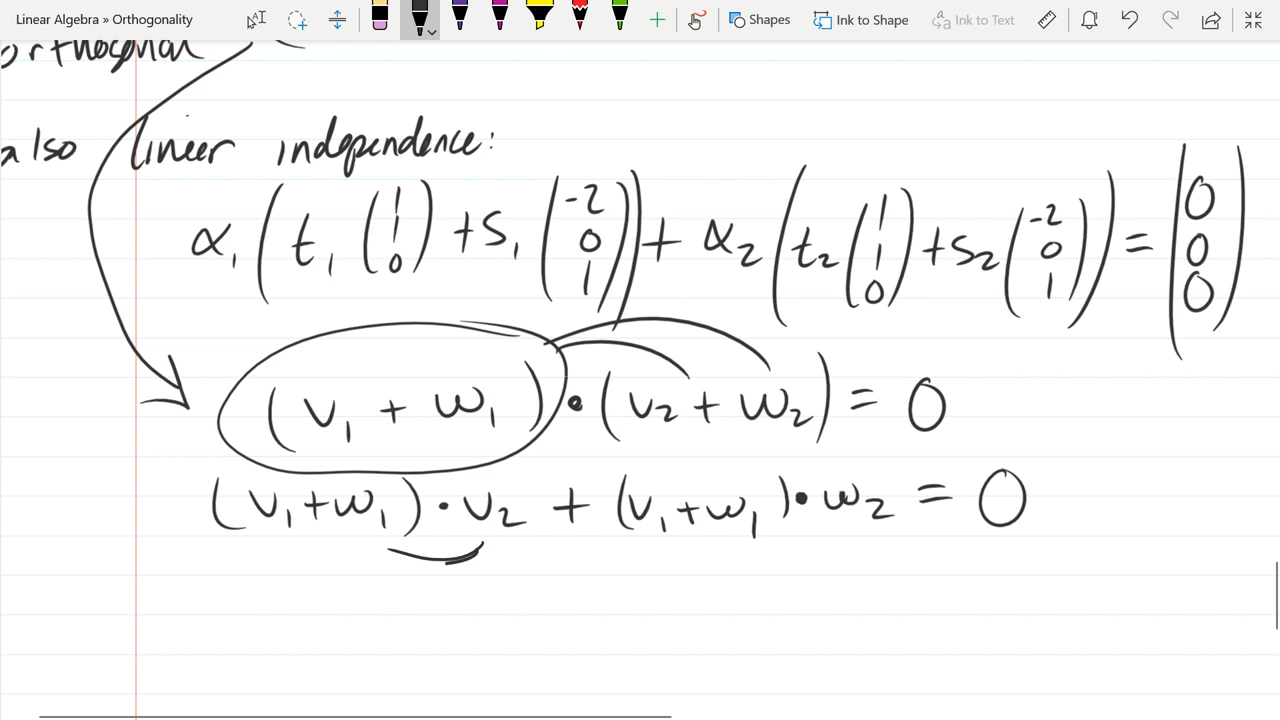 Linear Algebra » Orthogonality Shapes Ink to Shape Ink to Text
orthogonal
also linear independence:
α₁(t₁(1 1 0) + s₁(-2 0 1)) + α₂(t₂(1 1 0) + s₂(-2 0 1)) = (0 0 0)
(v₁ + w₁) • (v₂ + w₂) = 0
(v₁+w₁) • v₂ + (v₁+w₁) • w₂ = 0